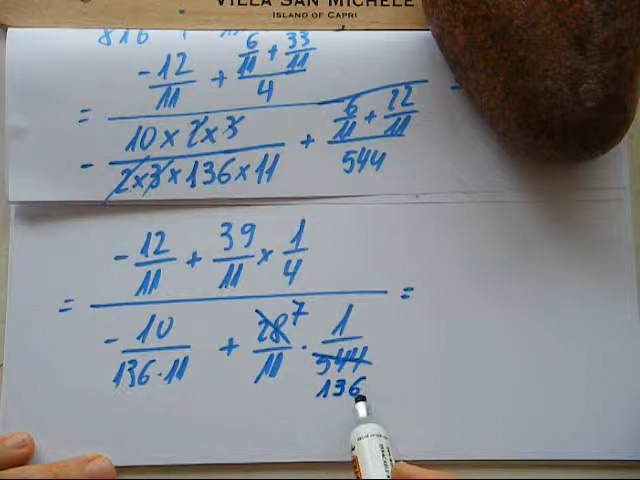 VILLA SAN MICHELE
ISLAND OF CAPRI
816
= (-12/11 + (6/11 + 33/11)/4) / (-(10×2×3)/(2×3×136×11) + (6/11 + 22/11)/544)
= (-12/11 + 39/11 × 1/4) / (-10/(136·11) + 28/11 7 · 1/544 136) =